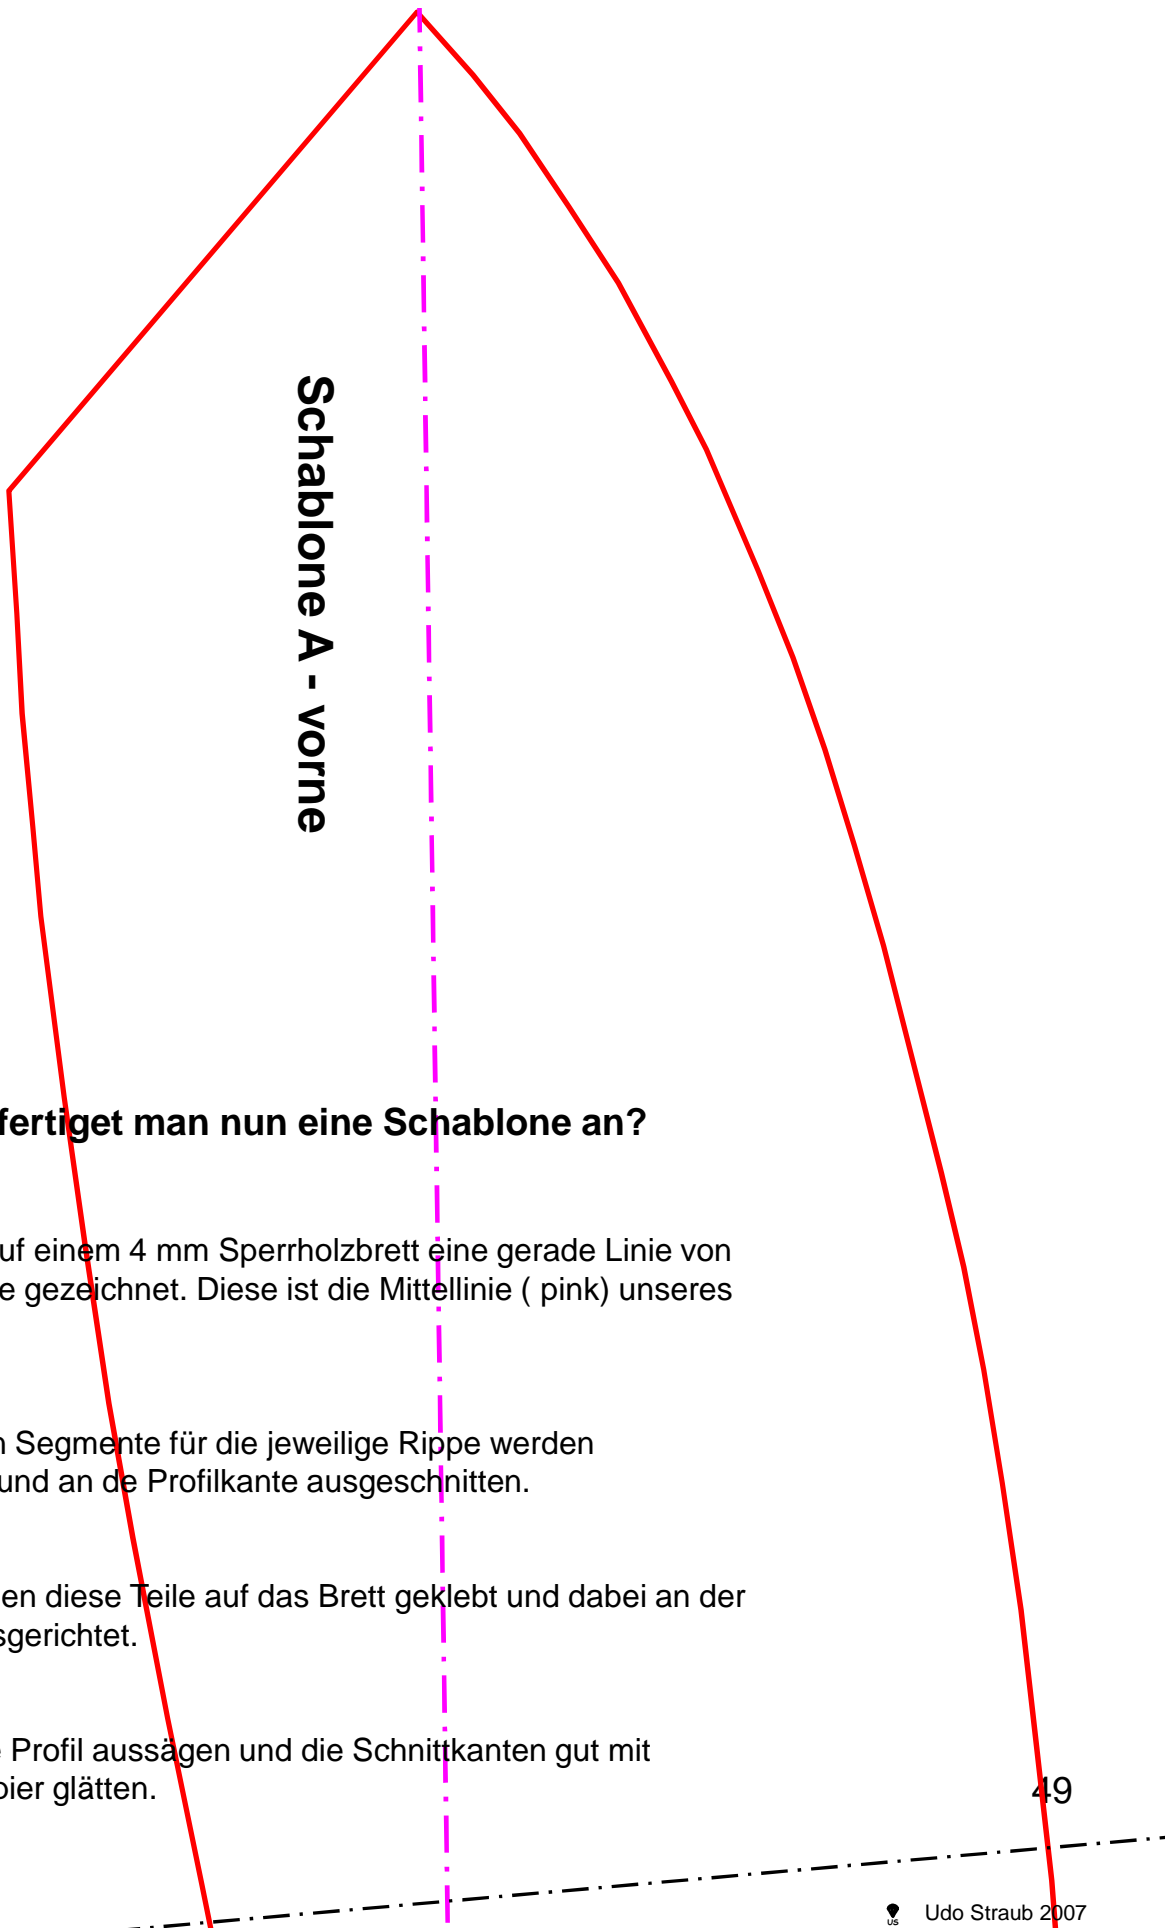 Schablone A - vorne
fertiget man nun eine Schablone an?
uf einem 4 mm Sperrholzbrett eine gerade Linie von
e gezeichnet. Diese ist die Mittellinie ( pink) unseres
n Segmente für die jeweilige Rippe werden
und an de Profilkante ausgeschnitten.
en diese Teile auf das Brett geklebt und dabei an der
sgerichtet.
e Profil aussägen und die Schnittkanten gut mit
pier glätten.
49
US
Udo Straub 2007